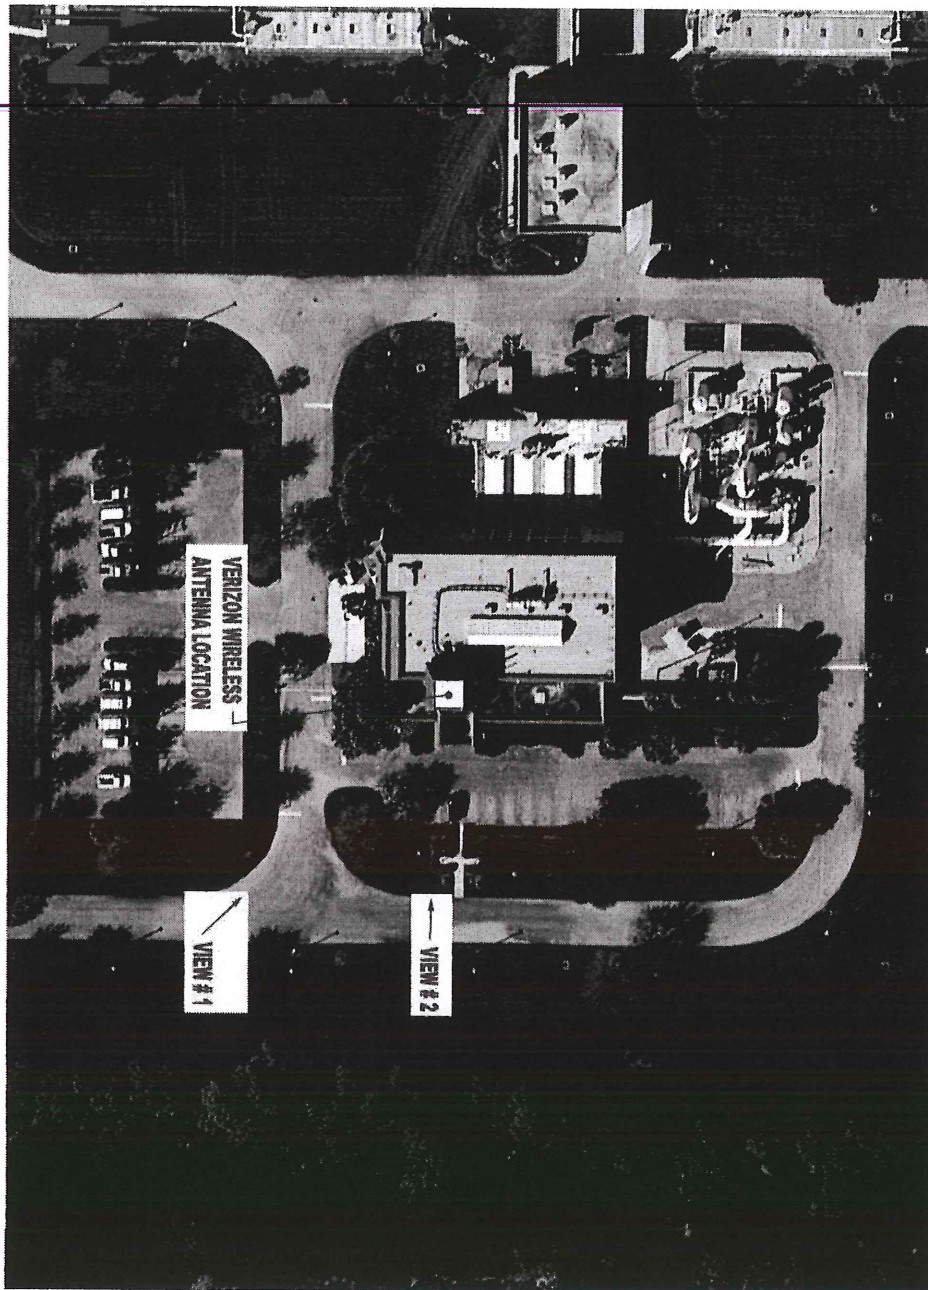 N
VERIZON WIRELESS
ANTENNA LOCATION
VIEW # 1
VIEW # 2